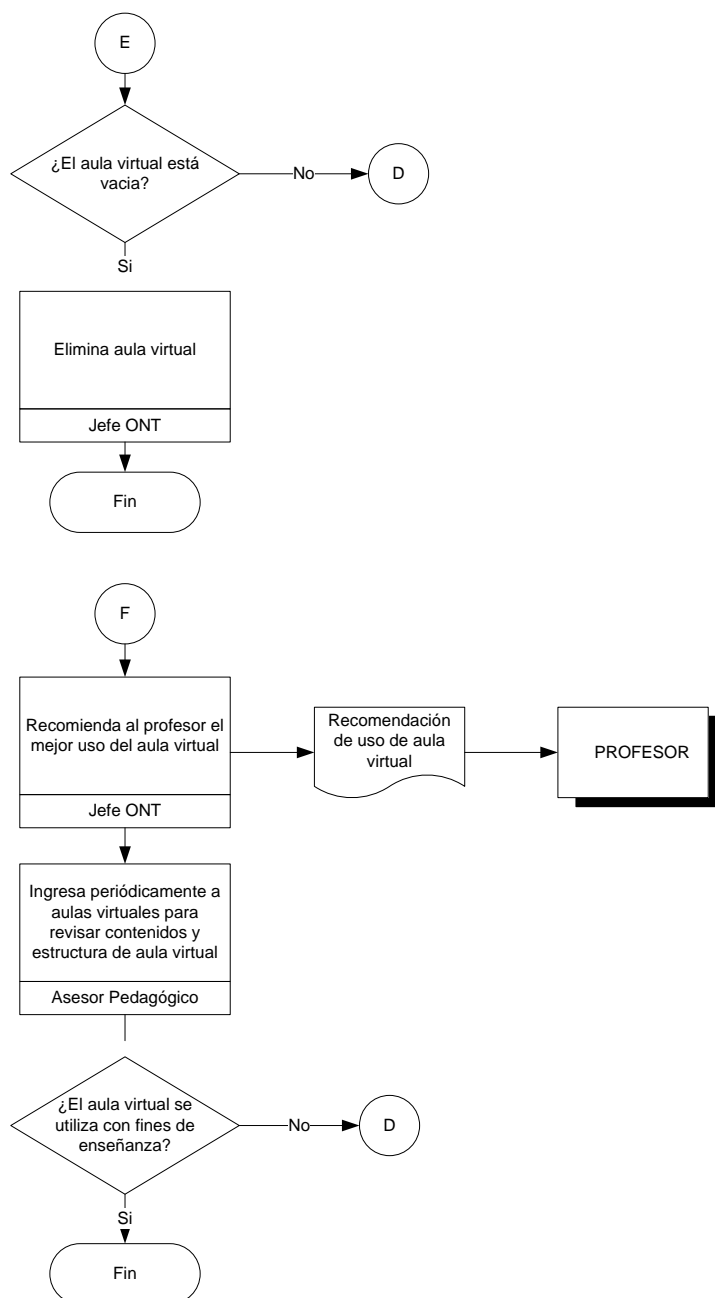 E
¿El aula virtual está
vacia?
No
D
Si
Elimina aula virtual
Jefe ONT
Fin
F
Recomienda al profesor el
mejor uso del aula virtual
Jefe ONT
Recomendación
de uso de aula
virtual
PROFESOR
Ingresa periódicamente a
aulas virtuales para
revisar contenidos y
estructura de aula virtual
Asesor Pedagógico
¿El aula virtual se
utiliza con fines de
enseñanza?
No
D
Si
Fin